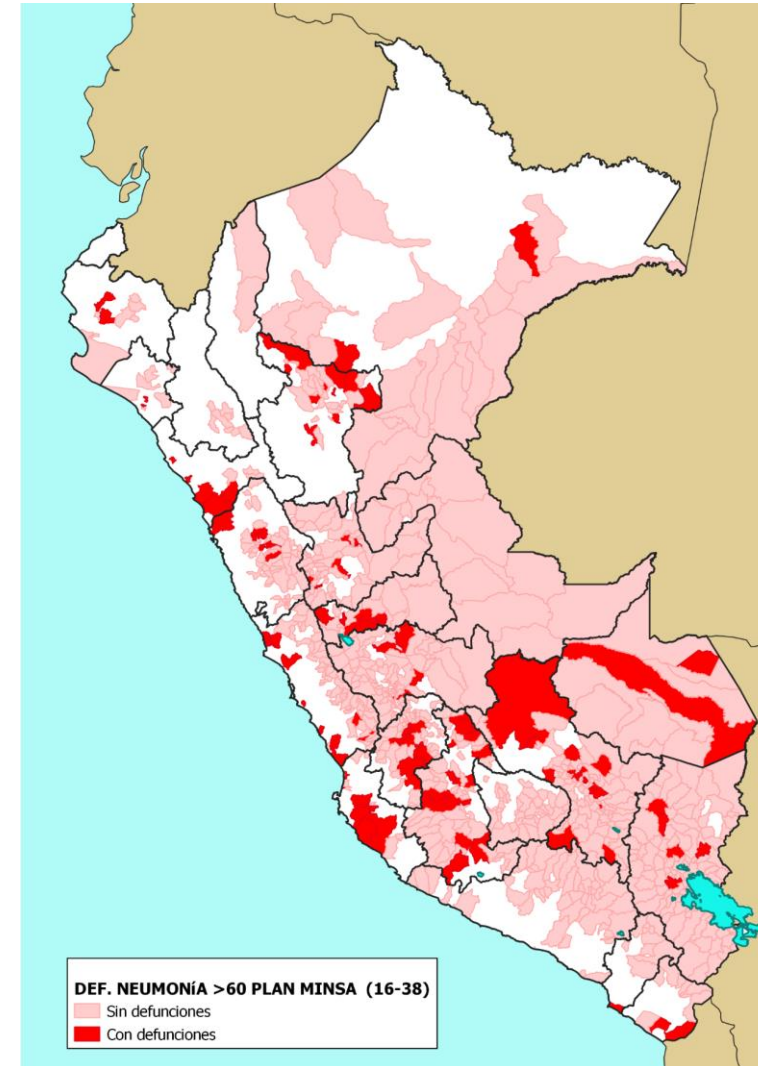 DEF. NEUMONíA >60 PLAN MINSA (16-38)
Sin defunciones
Con defunciones